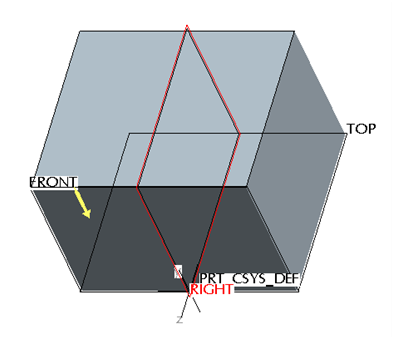 TOP
FRONT
PRT_CSYS_DEF
RIGHT
Z